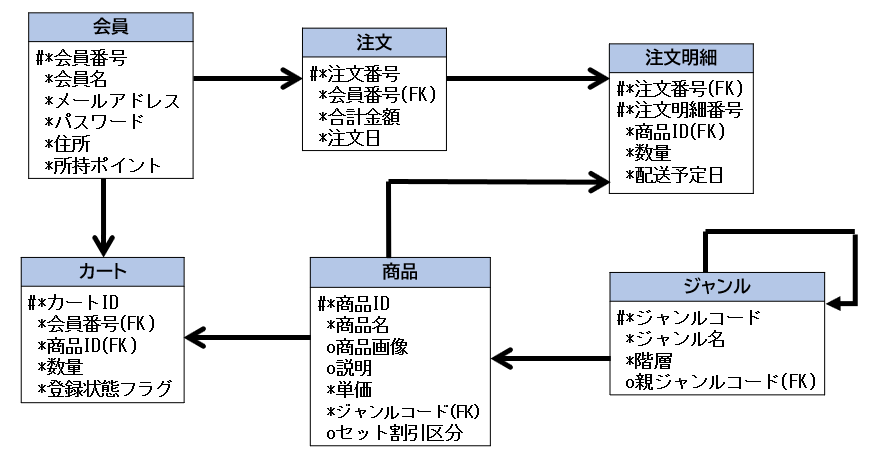 会員
#*会員番号
*会員名
*メールアドレス
*パスワード
*住所
*所持ポイント
注文
#*注文番号
*会員番号(FK)
*合計金額
*注文日
注文明細
#*注文番号(FK)
#*注文明細番号
*商品ID(FK)
*数量
*配送予定日
カート
#*カートID
*会員番号(FK)
*商品ID(FK)
*数量
*登録状態フラグ
商品
#*商品ID
*商品名
o商品画像
o説明
*単価
*ジャンルコード(FK)
oセット割引区分
ジャンル
#*ジャンルコード
*ジャンル名
*階層
o親ジャンルコード(FK)